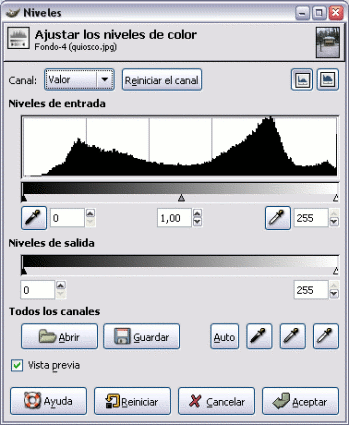 Niveles
Ajustar los niveles de color
Fondo-4 (quiosco.jpg)
Canal: Valor Reiniciar el canal
Niveles de entrada
0 1,00 255
Niveles de salida
0 255
Todos los canales
Abrir Guardar Auto
Vista previa
Ayuda Reiniciar Cancelar Aceptar